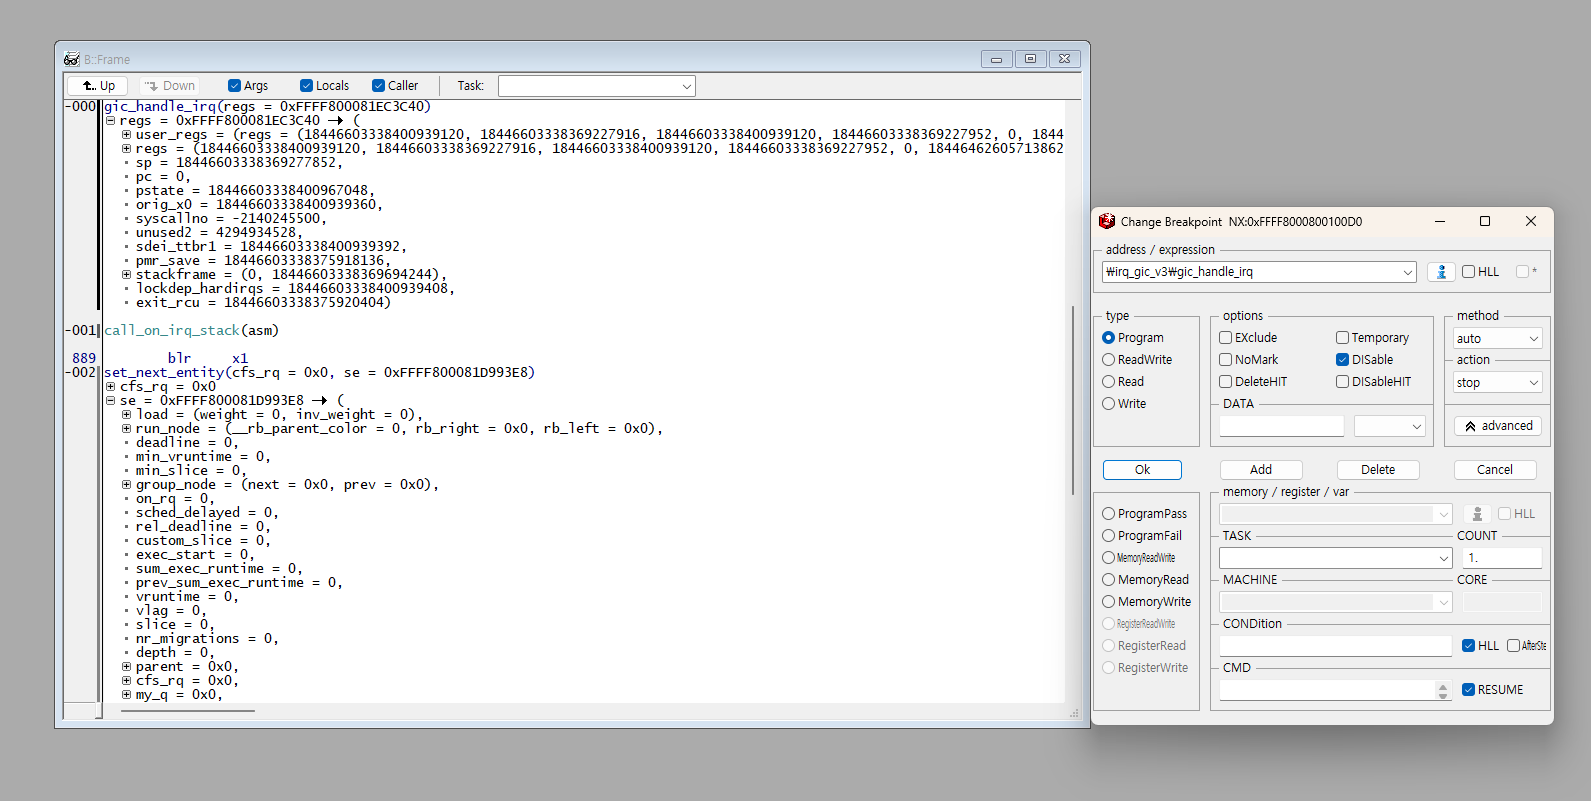 B::Frame
Up Down Args Locals Caller Task:
-000 gic_handle_irq(regs = 0xFFFF800081EC3C40)
regs = 0xFFFF800081EC3C40 → (
user_regs = (regs = (18446603338400939120, 18446603338369227916, 18446603338400939120, 18446603338369227952, 0, 1844
regs = (18446603338400939120, 18446603338369227916, 18446603338400939120, 18446603338369227952, 0, 18446462605713862
sp = 18446603338369277852,
pc = 0,
pstate = 18446603338400967048,
orig_x0 = 18446603338400939360,
syscallno = -2140245500,
unused2 = 4294934528,
sdei_ttbr1 = 18446603338400939392,
pmr_save = 18446603338375918136,
stackframe = (0, 18446603338369694244),
lockdep_hardirqs = 18446603338400939408,
exit_rcu = 18446603338375920404)
-001 call_on_irq_stack(asm)
889 blr x1
-002 set_next_entity(cfs_rq = 0x0, se = 0xFFFF800081D993E8)
cfs_rq = 0x0
se = 0xFFFF800081D993E8 → (
load = (weight = 0, inv_weight = 0),
run_node = (__rb_parent_color = 0, rb_right = 0x0, rb_left = 0x0),
deadline = 0,
min_vruntime = 0,
min_slice = 0,
group_node = (next = 0x0, prev = 0x0),
on_rq = 0,
sched_delayed = 0,
rel_deadline = 0,
custom_slice = 0,
exec_start = 0,
sum_exec_runtime = 0,
prev_sum_exec_runtime = 0,
vruntime = 0,
vlag = 0,
slice = 0,
nr_migrations = 0,
depth = 0,
parent = 0x0,
cfs_rq = 0x0,
my_q = 0x0,
Change Breakpoint NX:0xFFFF8000800100D0
address / expression
₩irq_gic_v3₩gic_handle_irq HLL *
type options method
Program EXclude Temporary auto
ReadWrite NoMark DISable action
Read DeleteHIT DISableHIT stop
Write DATA
advanced
Ok Add Delete Cancel
memory / register / var
ProgramPass HLL
ProgramFail TASK COUNT
MemoryReadWrite 1.
MemoryRead MACHINE CORE
MemoryWrite
RegisterReadWrite CONDition
RegisterRead HLL AfterSte
RegisterWrite CMD
RESUME